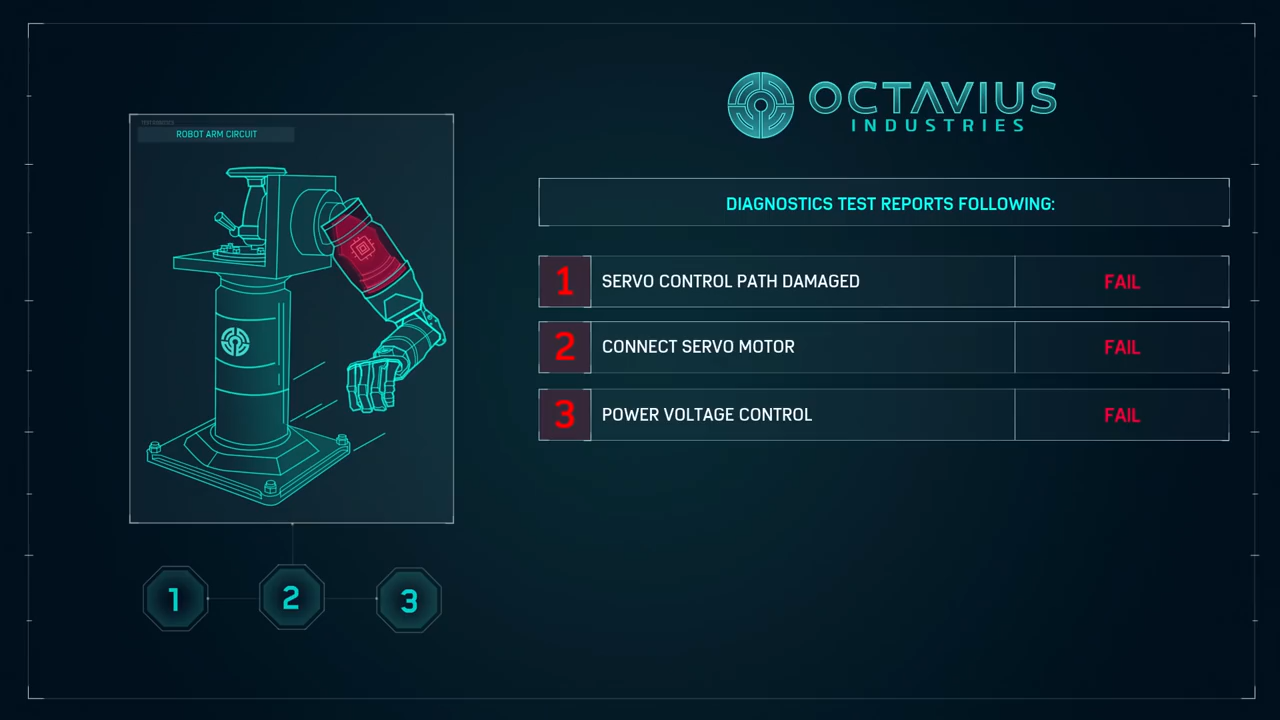 OCTAVIUS
INDUSTRIES
ROBOT ARM CIRCUIT
DIAGNOSTICS TEST REPORTS FOLLOWING:
1 SERVO CONTROL PATH DAMAGED FAIL
2 CONNECT SERVO MOTOR FAIL
3 POWER VOLTAGE CONTROL FAIL
1 2 3